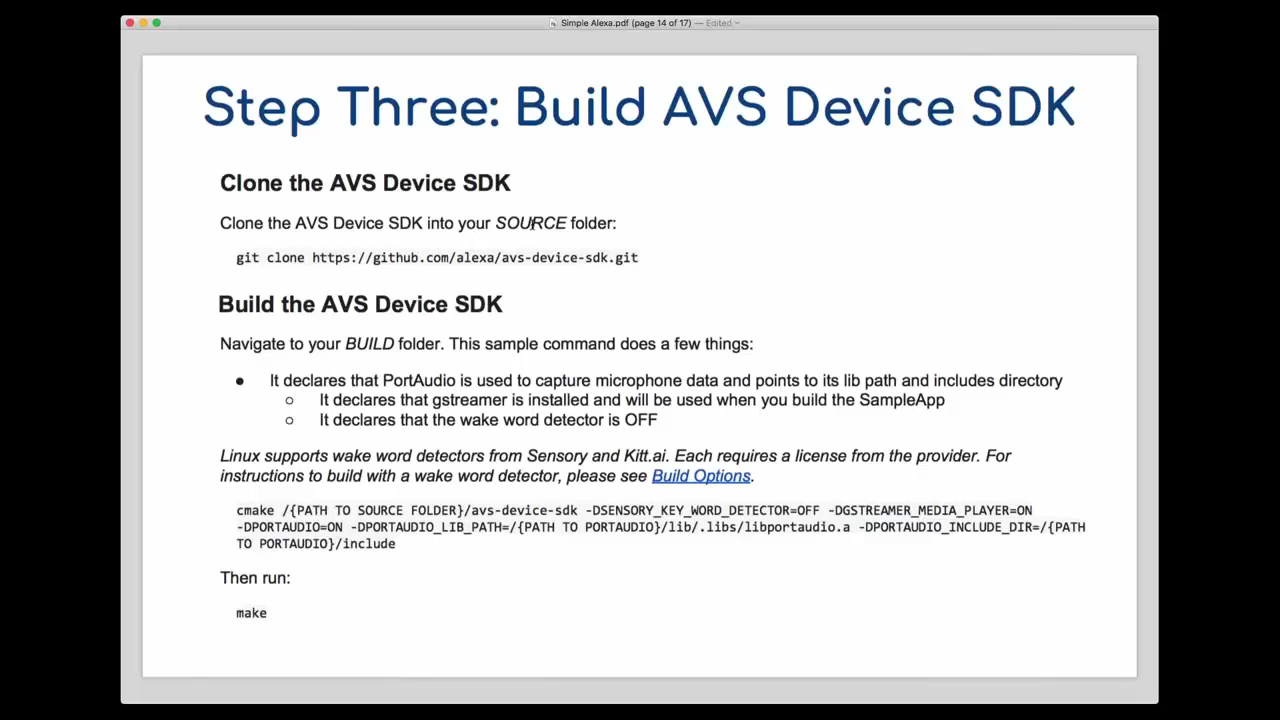 Simple Alexa.pdf (page 14 of 17) — Edited
Step Three: Build AVS Device SDK
Clone the AVS Device SDK
Clone the AVS Device SDK into your SOURCE folder:
git clone https://github.com/alexa/avs-device-sdk.git
Build the AVS Device SDK
Navigate to your BUILD folder. This sample command does a few things:
● It declares that PortAudio is used to capture microphone data and points to its lib path and includes directory
○ It declares that gstreamer is installed and will be used when you build the SampleApp
○ It declares that the wake word detector is OFF
Linux supports wake word detectors from Sensory and Kitt.ai. Each requires a license from the provider. For
instructions to build with a wake word detector, please see Build Options.
cmake /{PATH TO SOURCE FOLDER}/avs-device-sdk -DSENSORY_KEY_WORD_DETECTOR=OFF -DGSTREAMER_MEDIA_PLAYER=ON
-DPORTAUDIO=ON -DPORTAUDIO_LIB_PATH=/{PATH TO PORTAUDIO}/lib/.libs/libportaudio.a -DPORTAUDIO_INCLUDE_DIR=/{PATH
TO PORTAUDIO}/include
Then run:
make